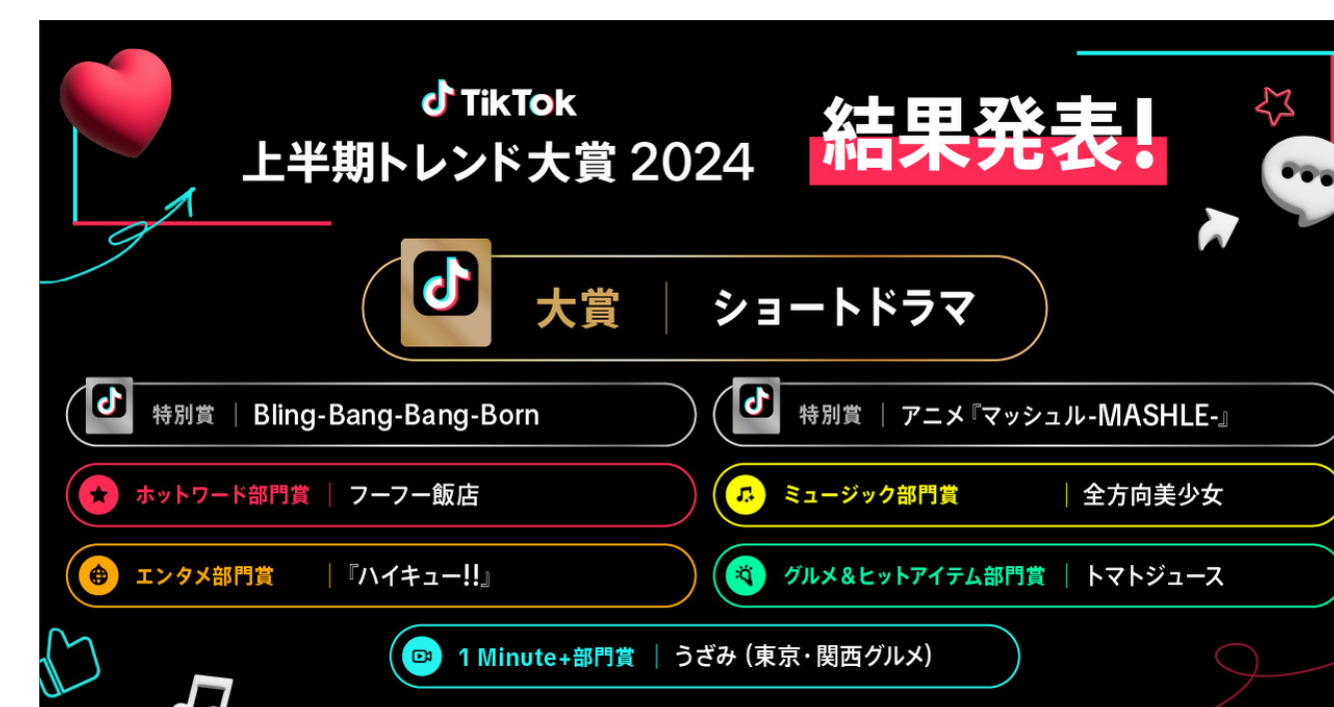 TikTok
上半期トレンド大賞 2024
結果発表!
大賞 ショートドラマ
特別賞 Bling-Bang-Bang-Born
特別賞 アニメ『マッシュル-MASHLE-』
ホットワード部門賞 フーフー飯店
ミュージック部門賞 全方向美少女
エンタメ部門賞 『ハイキュー!!』
グルメ&ヒットアイテム部門賞 トマトジュース
1 Minute+部門賞 うざみ (東京・関西グルメ)